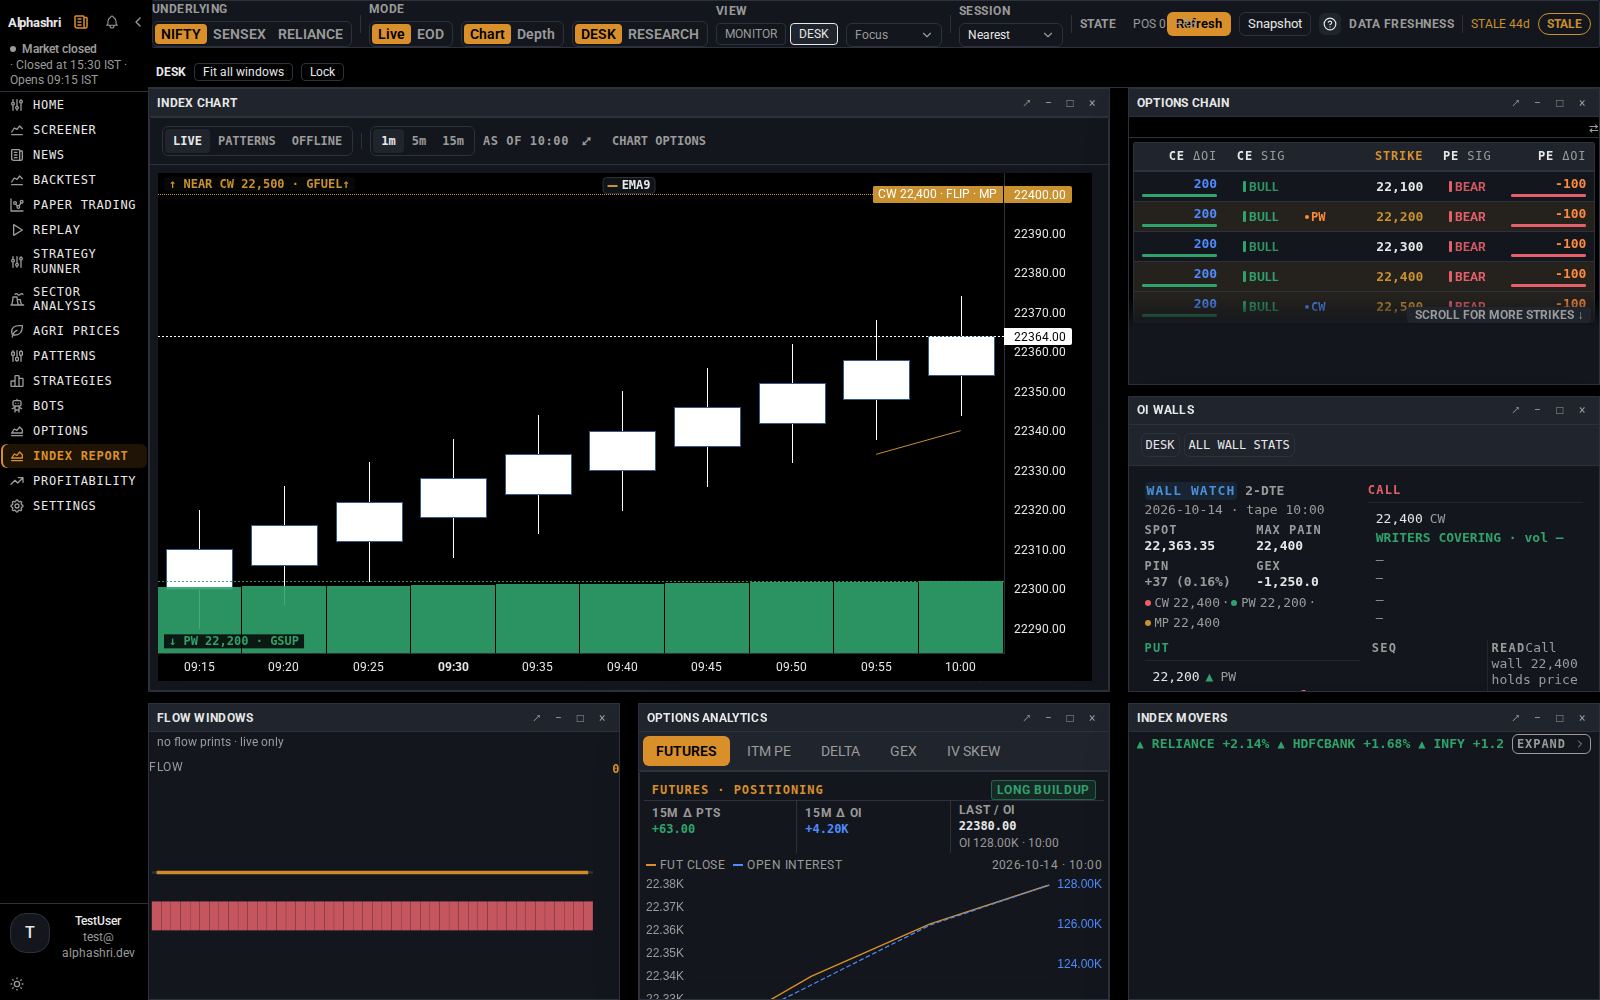 Alphashri
Market closed
· Closed at 15:30 IST ·
Opens 09:15 IST
HOME
SCREENER
NEWS
BACKTEST
PAPER TRADING
REPLAY
STRATEGY
RUNNER
SECTOR
ANALYSIS
AGRI PRICES
PATTERNS
STRATEGIES
BOTS
OPTIONS
INDEX REPORT
PROFITABILITY
SETTINGS
T
TestUser
test@
alphashri.dev
UNDERLYING
NIFTY SENSEX RELIANCE
MODE
Live EOD
Chart Depth
DESK RESEARCH
VIEW
MONITOR DESK
Focus
SESSION
Nearest
STATE POS 0
Refresh
Snapshot
DATA FRESHNESS STALE 44d STALE
DESK Fit all windows Lock
INDEX CHART
LIVE PATTERNS OFFLINE 1m 5m 15m AS OF 10:00 CHART OPTIONS
↑ NEAR CW 22,500 · GFUEL↑
EMA9
CW 22,400 · FLIP · MP 22400.00
22390.00
22380.00
22370.00
22364.00
22360.00
22350.00
22340.00
22330.00
22320.00
22310.00
22300.00
22290.00
↓ PW 22,200 · GSUP
09:15 09:20 09:25 09:30 09:35 09:40 09:45 09:50 09:55 10:00
OPTIONS CHAIN
CE ΔOI CE SIG STRIKE PE SIG PE ΔOI
200 BULL 22,100 BEAR -100
200 BULL •PW 22,200 BEAR -100
200 BULL 22,300 BEAR -100
200 BULL 22,400 BEAR -100
200 BULL •CW 22,500 BEAR -100
SCROLL FOR MORE STRIKES ↓
OI WALLS
DESK ALL WALL STATS
WALL WATCH 2-DTE
2026-10-14 · tape 10:00
SPOT MAX PAIN
22,363.35 22,400
PIN GEX
+37 (0.16%) -1,250.0
CW 22,400 · PW 22,200 ·
MP 22,400
CALL
22,400 CW
WRITERS COVERING · vol —
—
—
—
—
PUT
22,200 ▲ PW
SEQ
READCall
wall 22,400
holds price
FLOW WINDOWS
no flow prints · live only
FLOW 0
OPTIONS ANALYTICS
FUTURES ITM PE DELTA GEX IV SKEW
FUTURES · POSITIONING LONG BUILDUP
15M Δ PTS
+63.00
15M Δ OI
+4.20K
LAST / OI
22380.00
OI 128.00K · 10:00
FUT CLOSE OPEN INTEREST 2026-10-14 · 10:00
22.38K 128.00K
22.37K
22.36K 126.00K
22.35K
22.34K 124.00K
22.33K
INDEX MOVERS
▲ RELIANCE +2.14% ▲ HDFCBANK +1.68% ▲ INFY +1.2
EXPAND